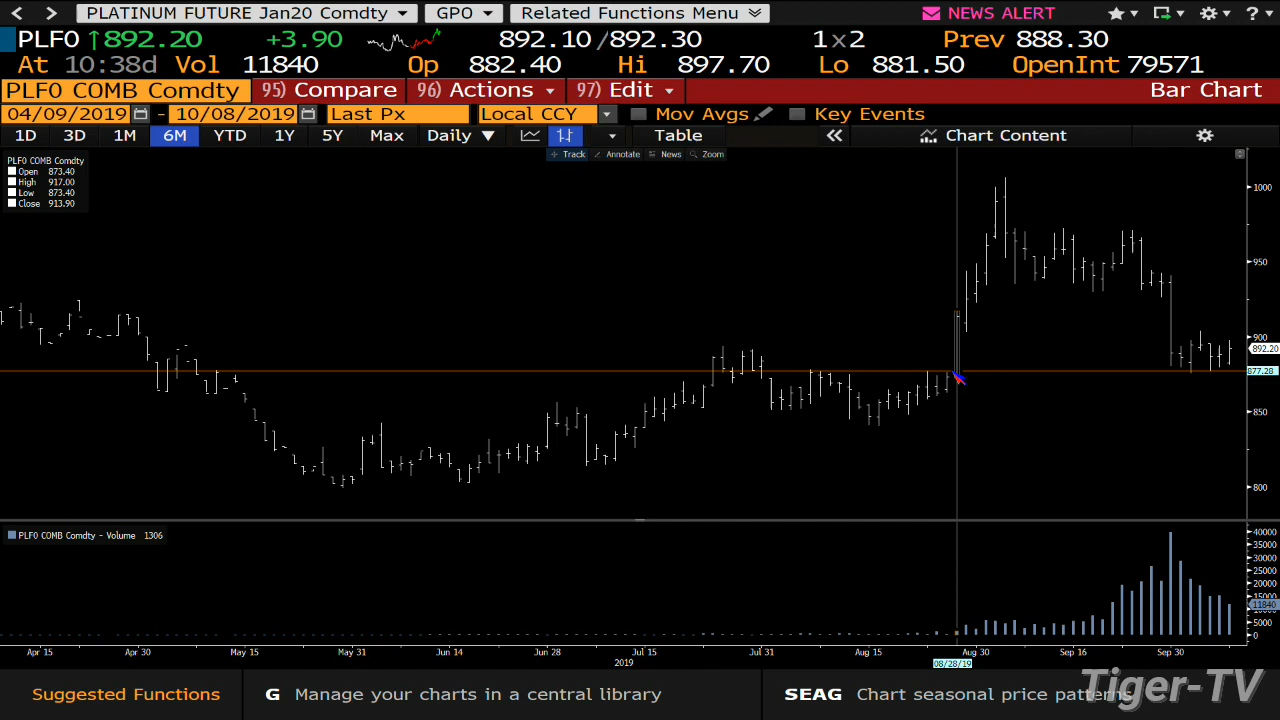 PLATINUM FUTURE Jan20 Comdty GPO Related Functions Menu NEWS ALERT ?
PLF0 ↑892.20 +3.90 892.10/892.30 1x2 Prev 888.30
At 10:38d Vol 11840 Op 882.40 Hi 897.70 Lo 881.50 OpenInt 79571
PLF0 COMB Comdty 95) Compare 96) Actions 97) Edit Bar Chart
04/09/2019 - 10/08/2019 Last Px Local CCY Mov Avgs Key Events
1D 3D 1M 6M YTD 1Y 5Y Max Daily ▼ Table Chart Content
Track Annotate News Zoom
PLF0 COMB Comdty
Open 873.40
High 917.00
Low 873.40
Close 913.90
1000
950
900
892.20
877.28
850
800
PLF0 COMB Comdty - Volume 1306
40000
35000
30000
25000
20000
15000
11840
5000
0
Apr 15 Apr 30 May 15 May 31 Jun 14 Jun 28 Jul 15 Jul 31 Aug 15 Aug 30 Sep 16 Sep 30
2019 08/28/19
Suggested Functions G Manage your charts in a central library SEAG Chart seasonal price patterns
Tiger-TV